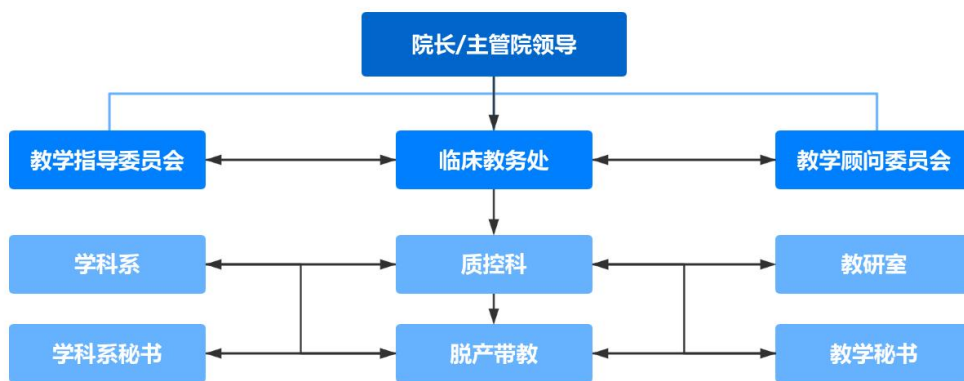 院长/主管院领导
教学指导委员会
临床教务处
教学顾问委员会
学科系
质控科
教研室
学科系秘书
脱产带教
教学秘书